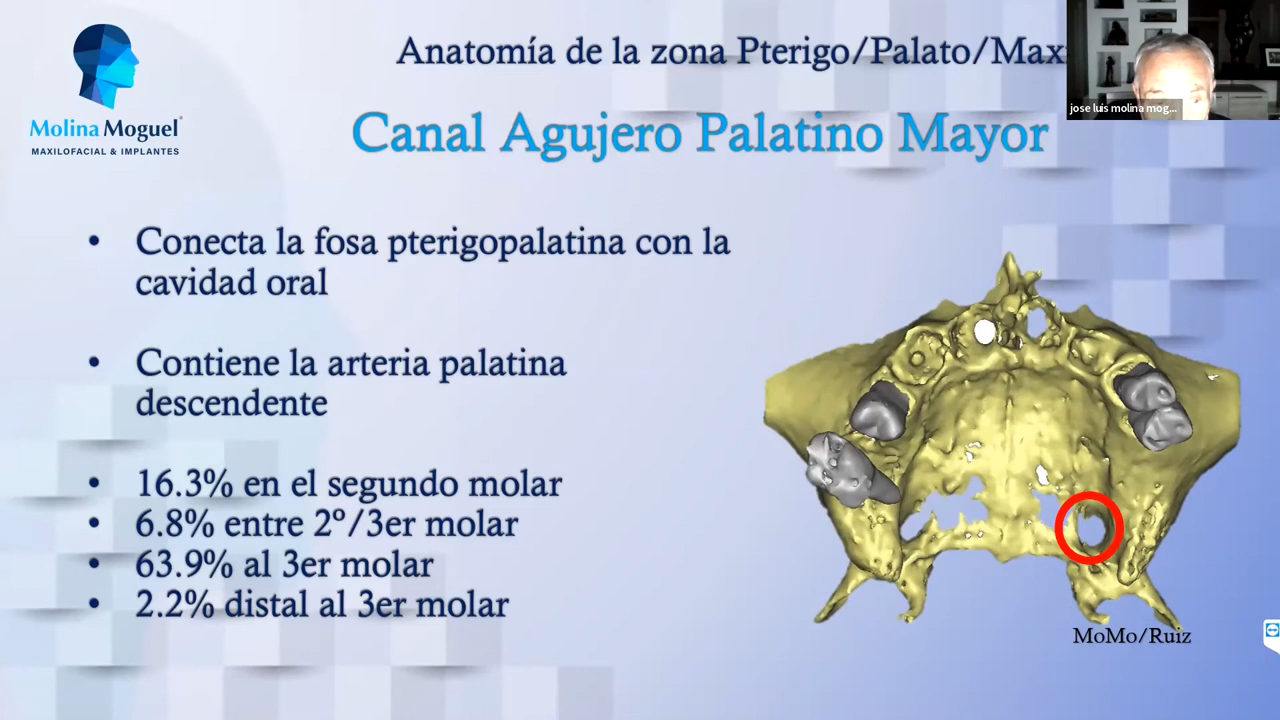 Anatomía de la zona Pterigo/Palato/Max
jose luis molina mog...
Molina Moguel
MAXILOFACIAL & IMPLANTES
Canal Agujero Palatino Mayor
• Conecta la fosa pterigopalatina con la
cavidad oral
• Contiene la arteria palatina
descendente
• 16.3% en el segundo molar
• 6.8% entre 2º/3er molar
• 63.9% al 3er molar
• 2.2% distal al 3er molar
MoMo/Ruiz